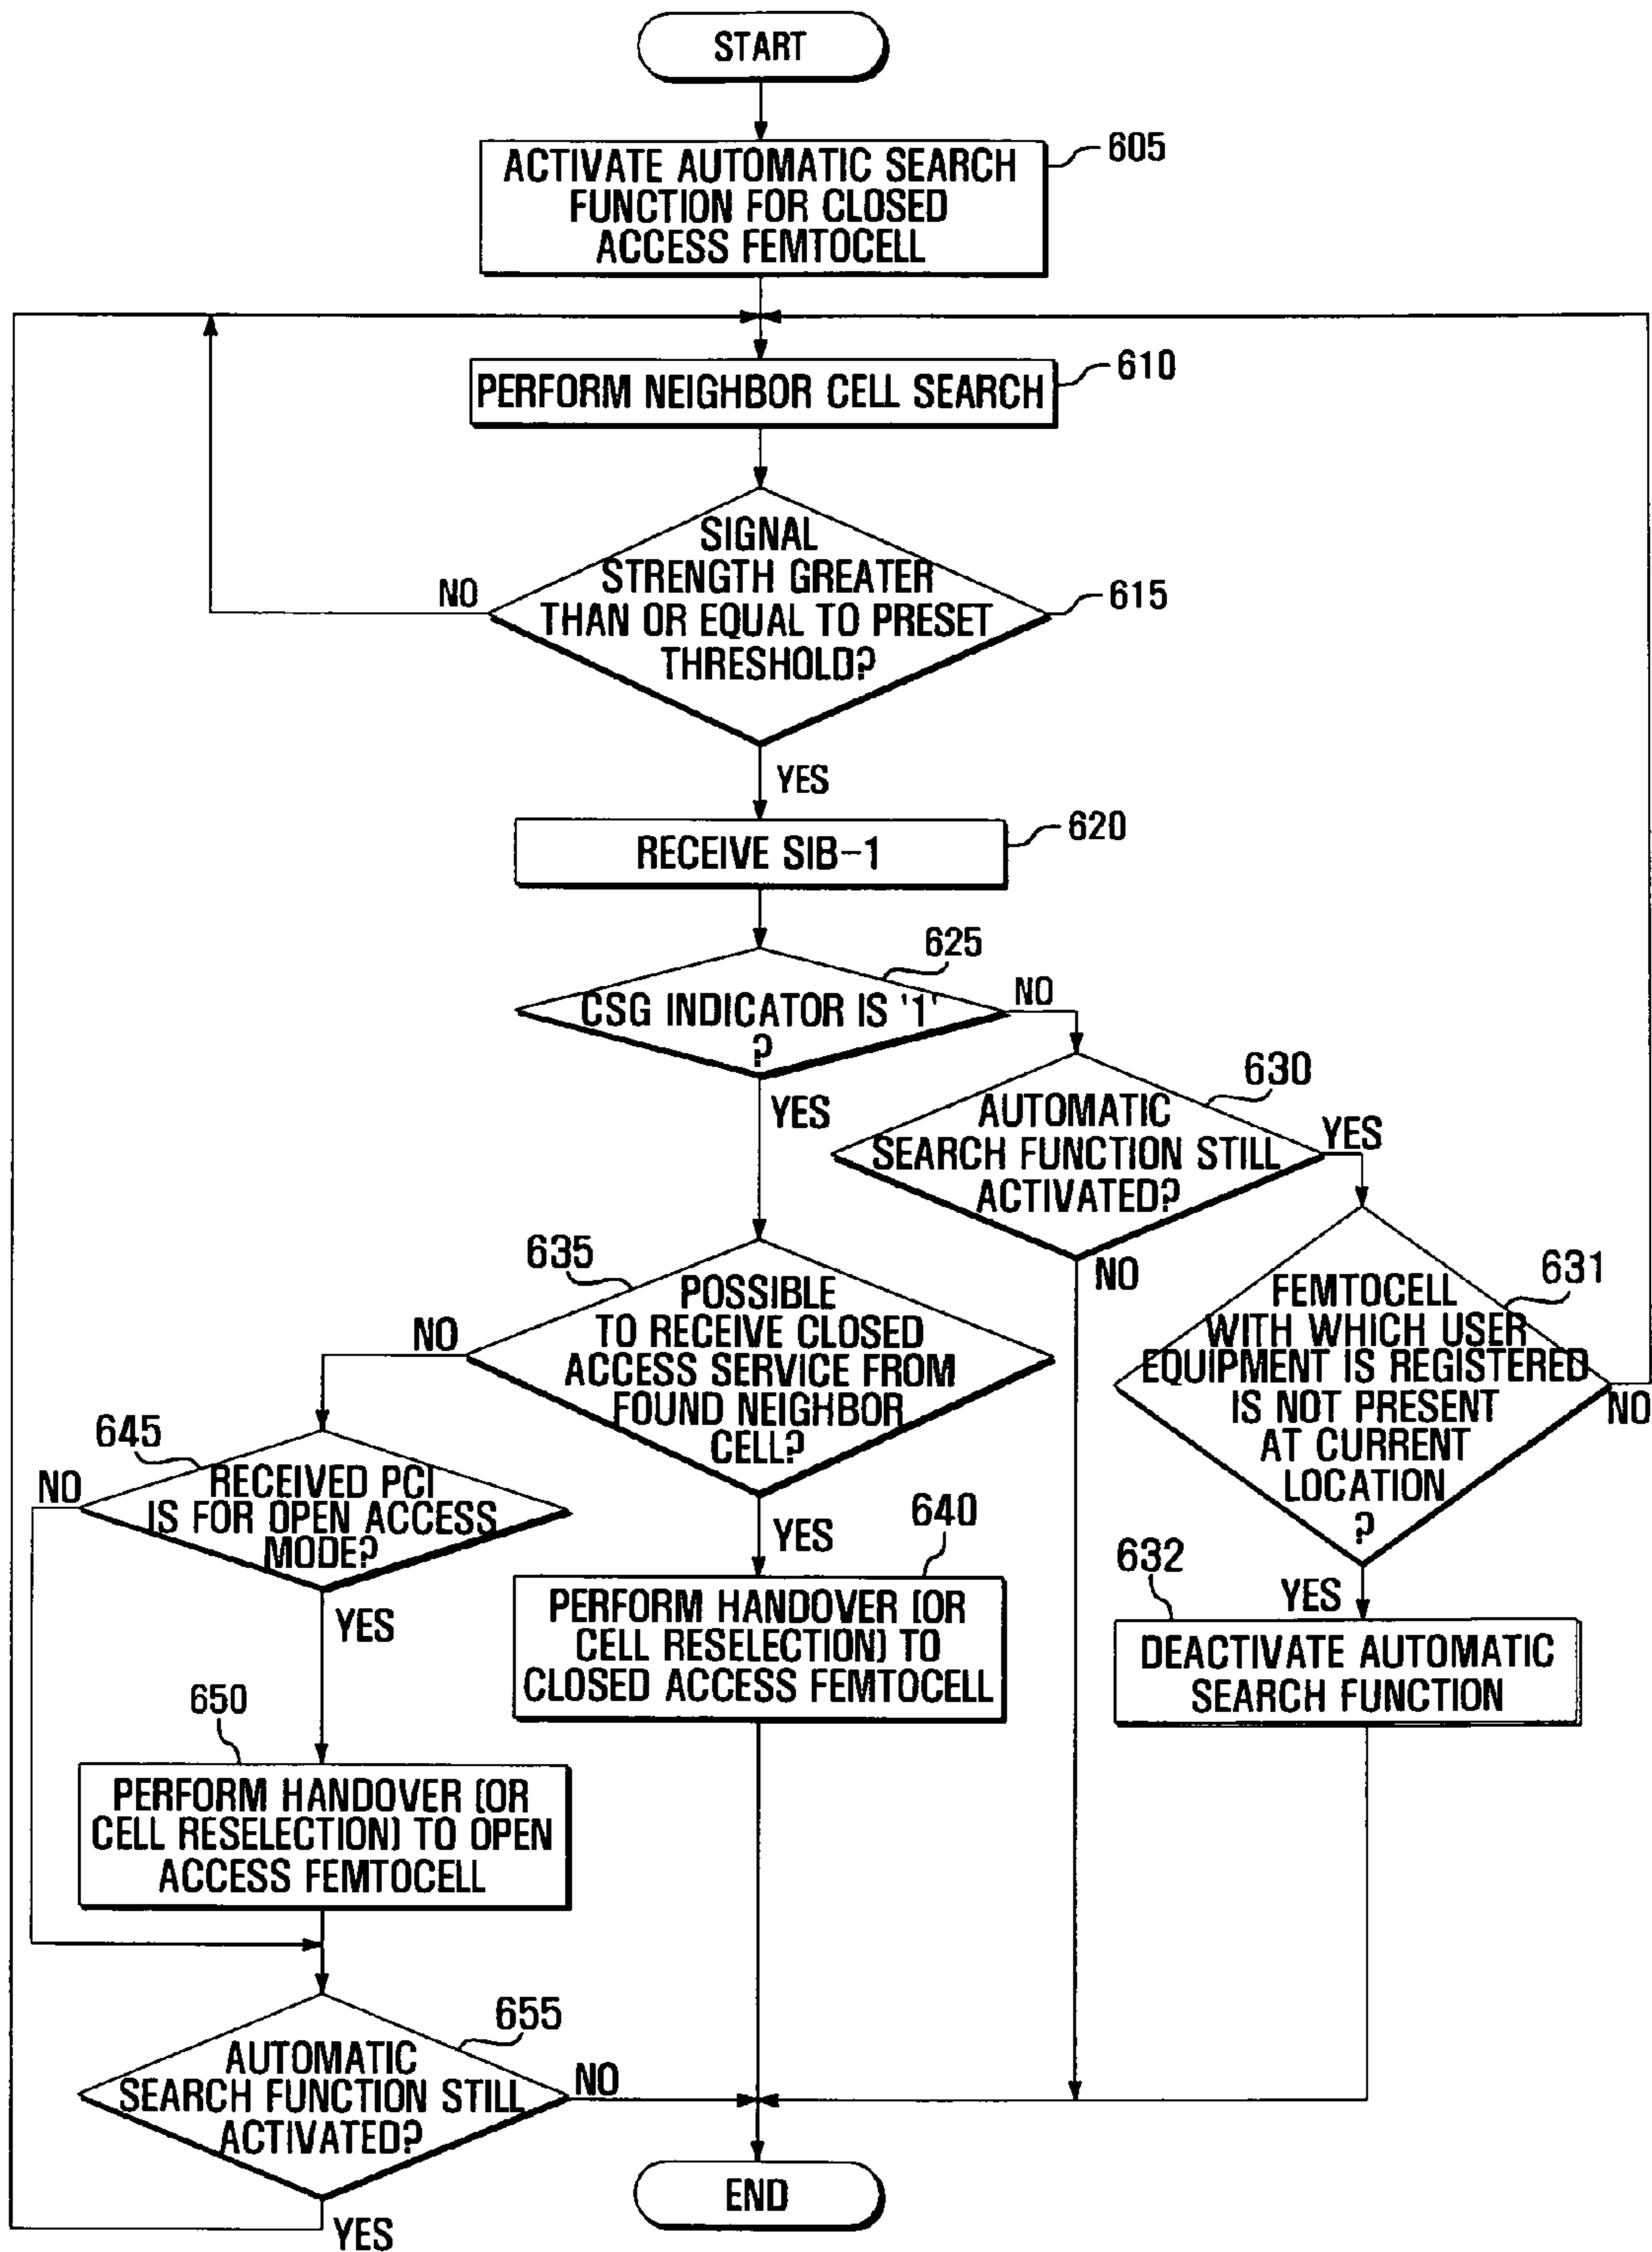 START
ACTIVATE AUTOMATIC SEARCH
FUNCTION FOR CLOSED
ACCESS FEMTOCELL
605
PERFORM NEIGHBOR CELL SEARCH
610
SIGNAL
STRENGTH GREATER
THAN OR EQUAL TO PRESET
THRESHOLD?
615
NO
YES
RECEIVE SIB-1
620
CSG INDICATOR IS '1'
?
625
NO
YES
AUTOMATIC
SEARCH FUNCTION STILL
ACTIVATED?
630
YES
NO
FEMTOCELL
WITH WHICH USER
EQUIPMENT IS REGISTERED
IS NOT PRESENT
AT CURRENT
LOCATION
?
631
NO
YES
632
DEACTIVATE AUTOMATIC
SEARCH FUNCTION
635
POSSIBLE
TO RECEIVE CLOSED
ACCESS SERVICE FROM
FOUND NEIGHBOR
CELL?
NO
YES
640
PERFORM HANDOVER (OR
CELL RESELECTION) TO
CLOSED ACCESS FEMTOCELL
645
RECEIVED PCI
IS FOR OPEN ACCESS
MODE?
NO
YES
650
PERFORM HANDOVER (OR
CELL RESELECTION) TO OPEN
ACCESS FEMTOCELL
655
AUTOMATIC
SEARCH FUNCTION STILL
ACTIVATED?
NO
YES
END